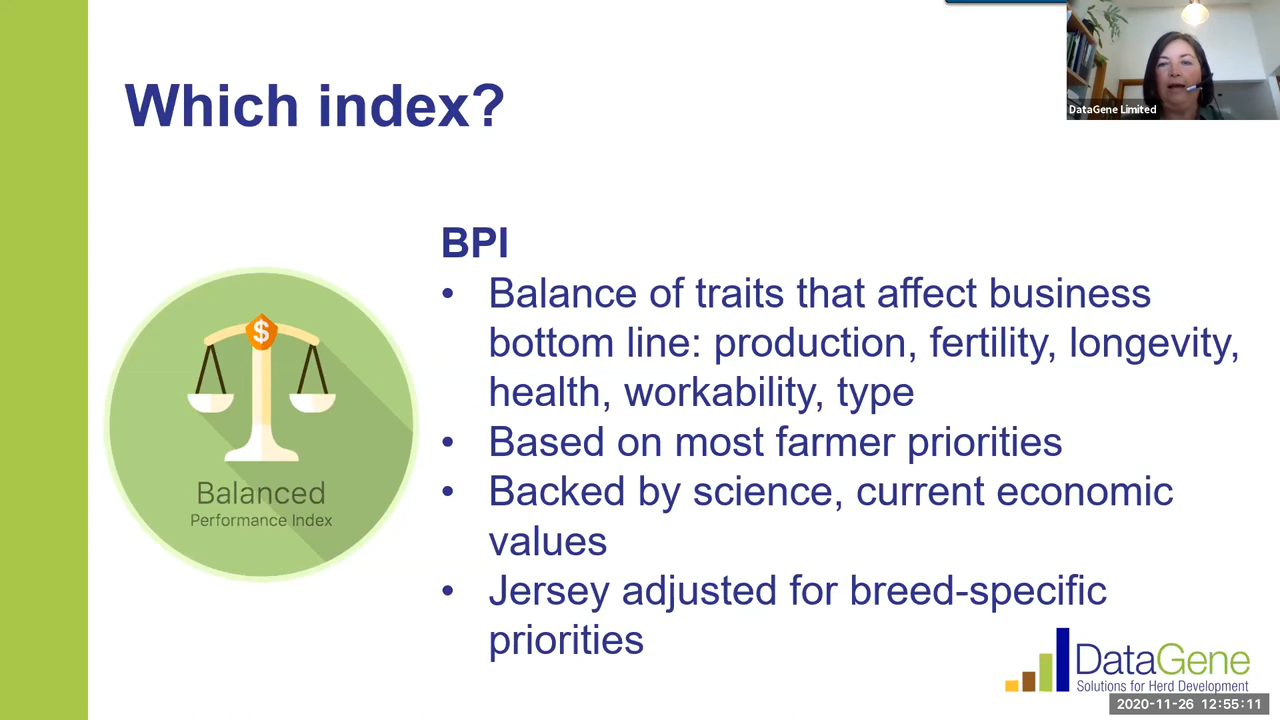 Which index?
DataGene Limited
BPI
• Balance of traits that affect business
bottom line: production, fertility, longevity,
health, workability, type
• Based on most farmer priorities
• Backed by science, current economic
values
• Jersey adjusted for breed-specific
priorities
$
Balanced
Performance Index
DataGene
Solutions for Herd Development
2020-11-26 12:55:11